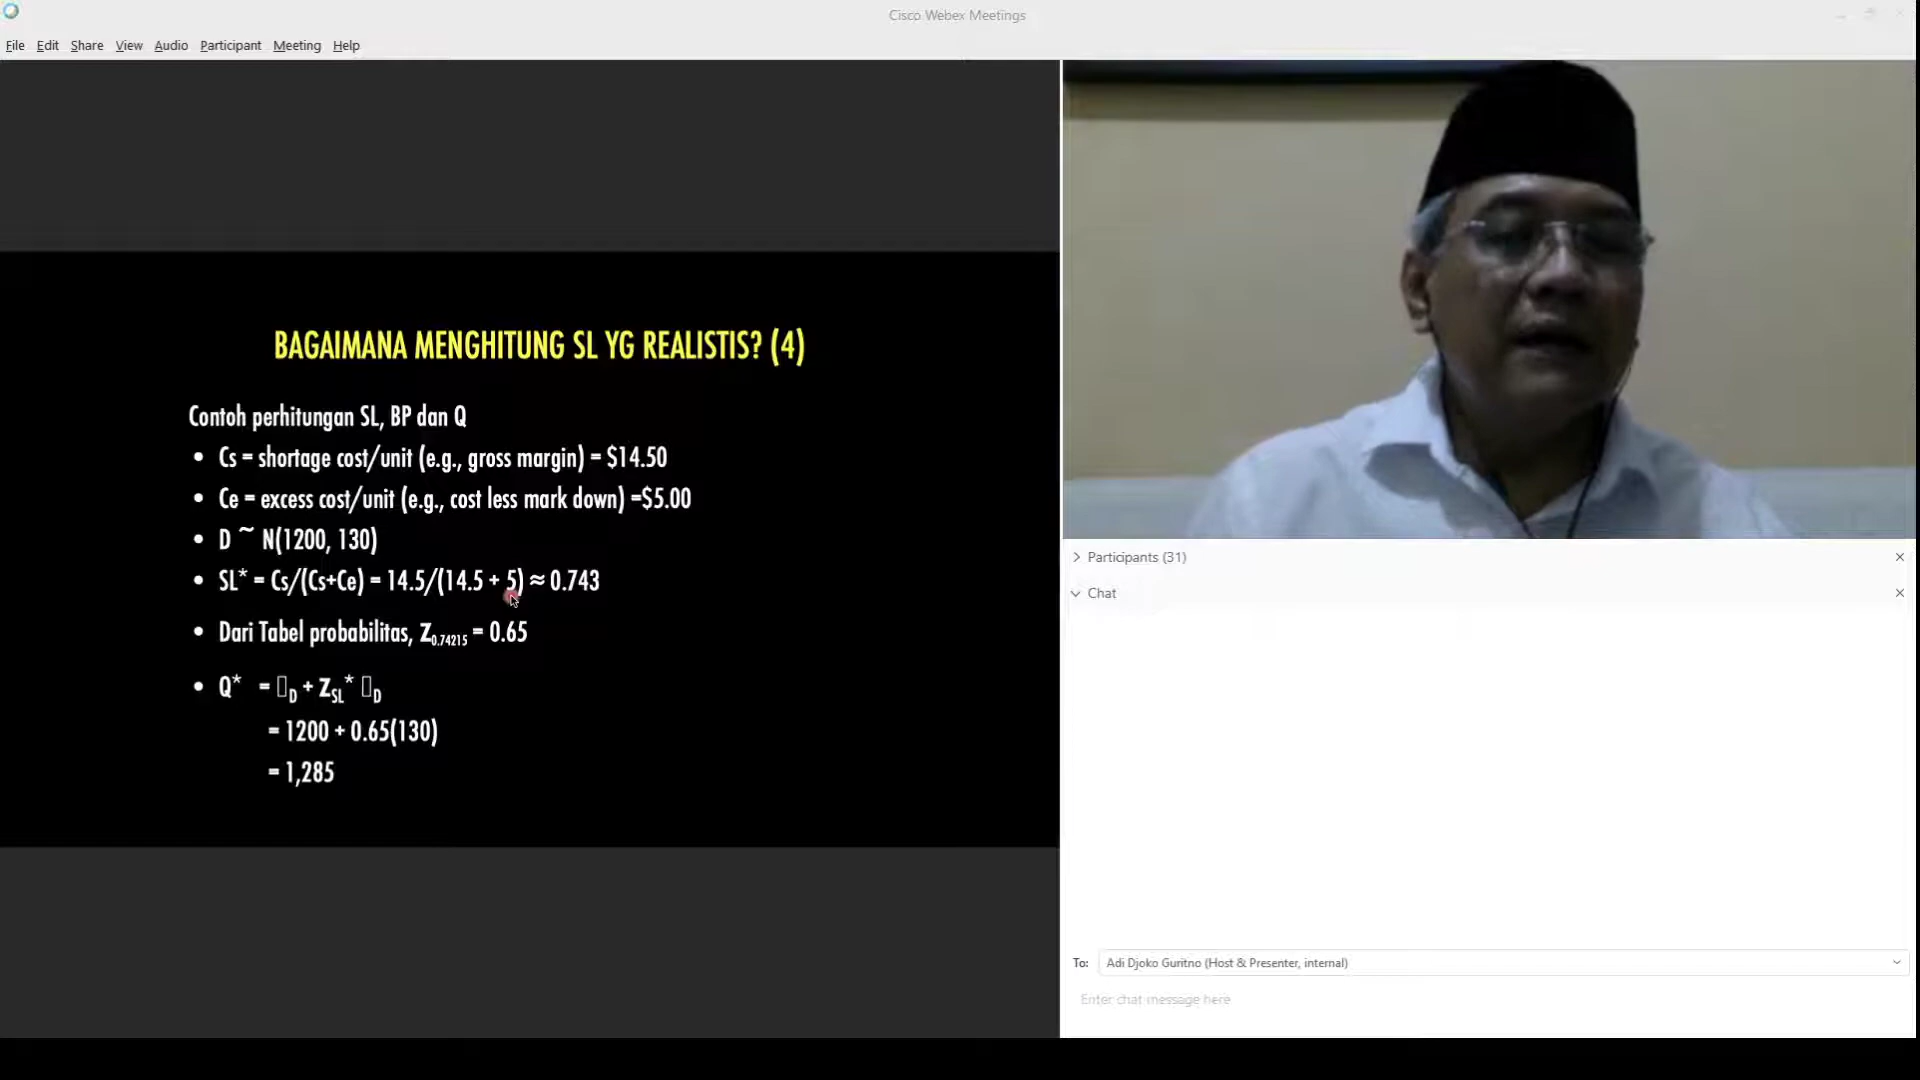 Cisco Webex Meetings
File Edit Share View Audio Participant Meeting Help
BAGAIMANA MENGHITUNG SL YG REALISTIS? (4)
Contoh perhitungan SL, BP dan Q
• Cs = shortage cost/unit (e.g., gross margin) = $14.50
• Ce = excess cost/unit (e.g., cost less mark down) =$5.00
• D ~ N(1200, 130)
• SL* = Cs/(Cs+Ce) = 14.5/(14.5 + 5) ≈ 0.743
• Dari Tabel probabilitas, Z0.74215 = 0.65
• Q* = □D + ZSL* □D
= 1200 + 0.65(130)
= 1,285
Participants (31)
Chat
To: Adi Djoko Guritno (Host & Presenter, internal)
Enter chat message here